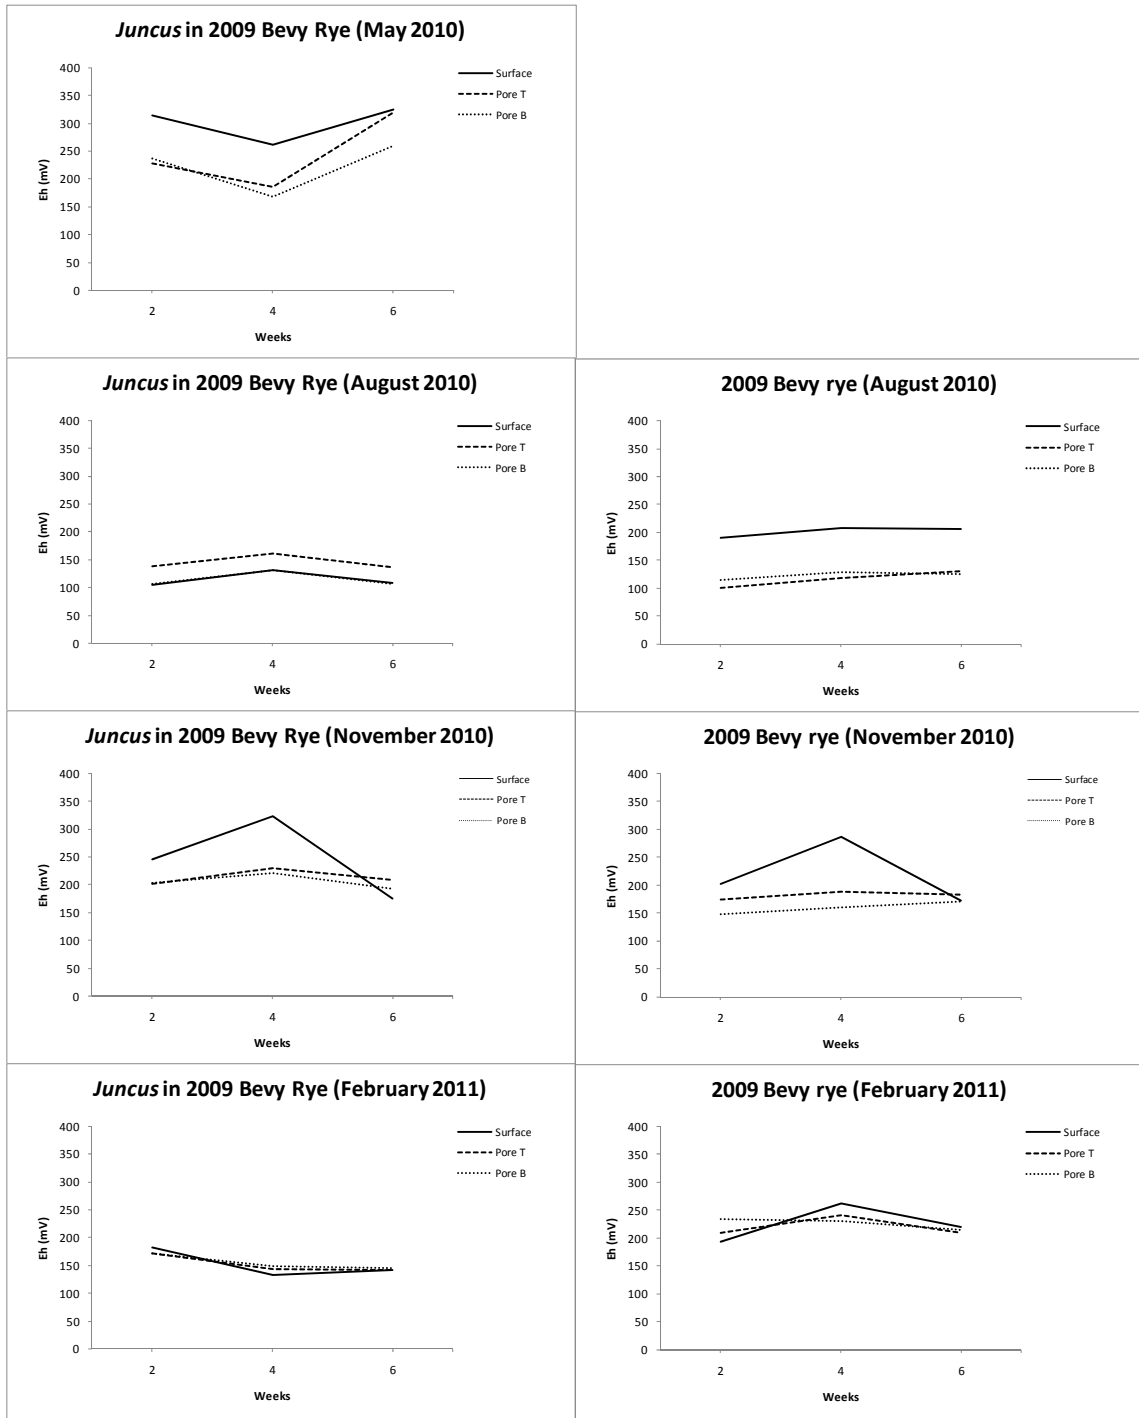 Juncus in 2009 Bevy Rye (May 2010)
400
350
300
250
200
150
100
50
0
Eh (mV)
2 4 6
Weeks
Surface
Pore T
Pore B
Juncus in 2009 Bevy Rye (August 2010)
400
350
300
250
200
150
100
50
0
Eh (mV)
2 4 6
Weeks
Surface
Pore T
Pore B
2009 Bevy rye (August 2010)
400
350
300
250
200
150
100
50
0
Eh (mV)
2 4 6
Weeks
Surface
Pore T
Pore B
Juncus in 2009 Bevy Rye (November 2010)
400
350
300
250
200
150
100
50
0
Eh (mV)
2 4 6
Weeks
Surface
Pore T
Pore B
2009 Bevy rye (November 2010)
400
350
300
250
200
150
100
50
0
Eh (mV)
2 4 6
Weeks
Surface
Pore T
Pore B
Juncus in 2009 Bevy Rye (February 2011)
400
350
300
250
200
150
100
50
0
Eh (mV)
2 4 6
Weeks
Surface
Pore T
Pore B
2009 Bevy rye (February 2011)
400
350
300
250
200
150
100
50
0
Eh (mV)
2 4 6
Weeks
Surface
Pore T
Pore B